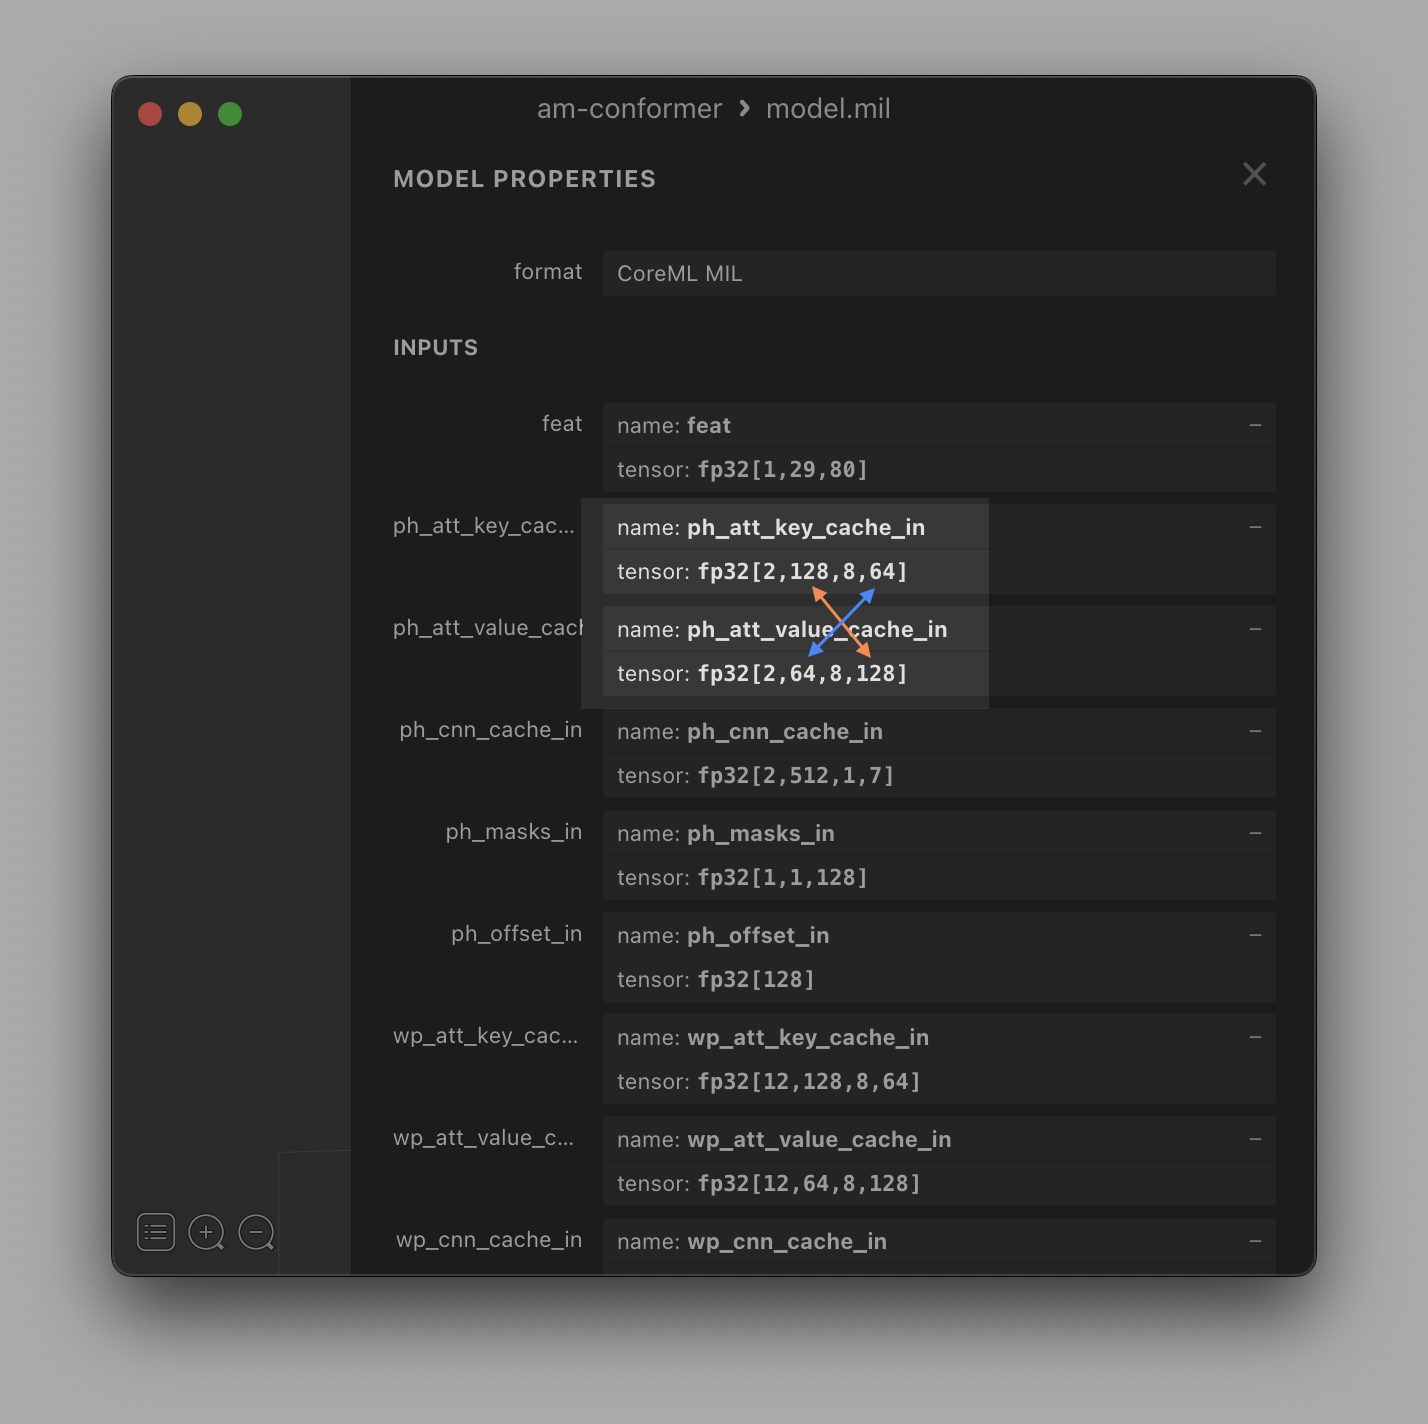 am-conformer › model.mil
MODEL PROPERTIES
format CoreML MIL
INPUTS
feat name: feat
tensor: fp32[1,29,80]
ph_att_key_cac... name: ph_att_key_cache_in
tensor: fp32[2,128,8,64]
ph_att_value_cach name: ph_att_value_cache_in
tensor: fp32[2,64,8,128]
ph_cnn_cache_in name: ph_cnn_cache_in
tensor: fp32[2,512,1,7]
ph_masks_in name: ph_masks_in
tensor: fp32[1,1,128]
ph_offset_in name: ph_offset_in
tensor: fp32[128]
wp_att_key_cac... name: wp_att_key_cache_in
tensor: fp32[12,128,8,64]
wp_att_value_c... name: wp_att_value_cache_in
tensor: fp32[12,64,8,128]
wp_cnn_cache_in name: wp_cnn_cache_in